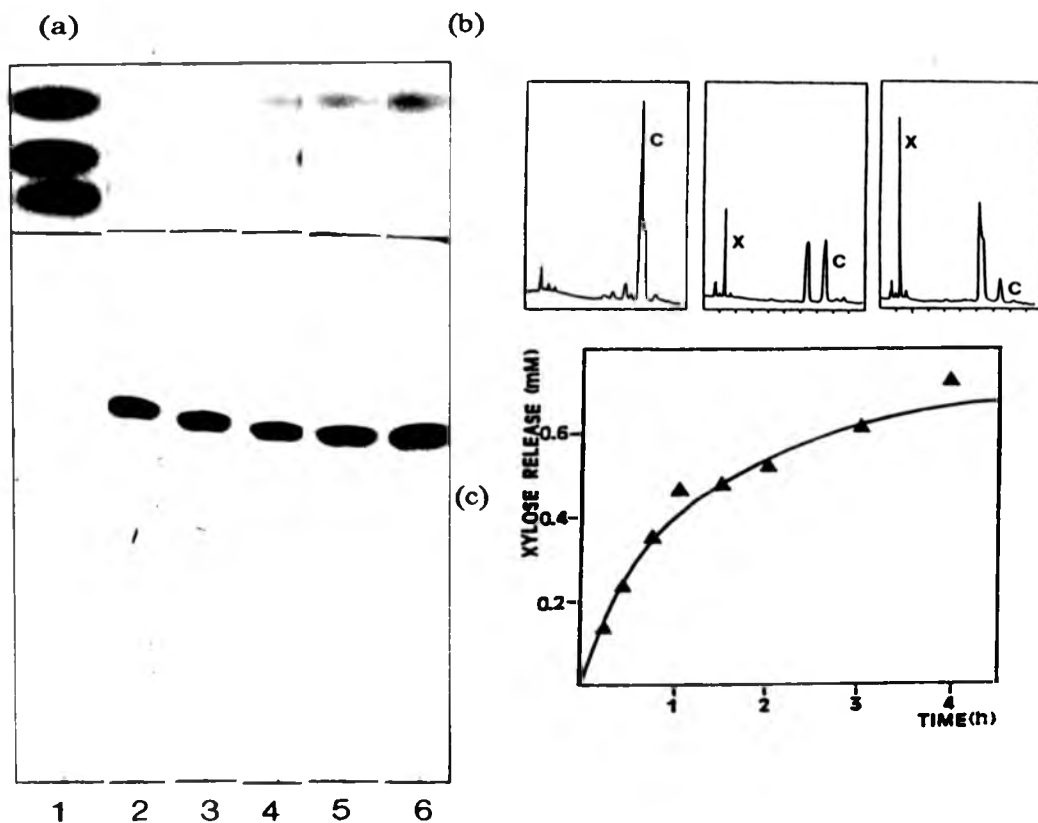 (a)
(b)
C
X
C
X
C
(c)
XYLOSE RELEASE (mM)
0.6
0.4
0.2
1
2
3
4
TIME(h)
1 2 3 4 5 6